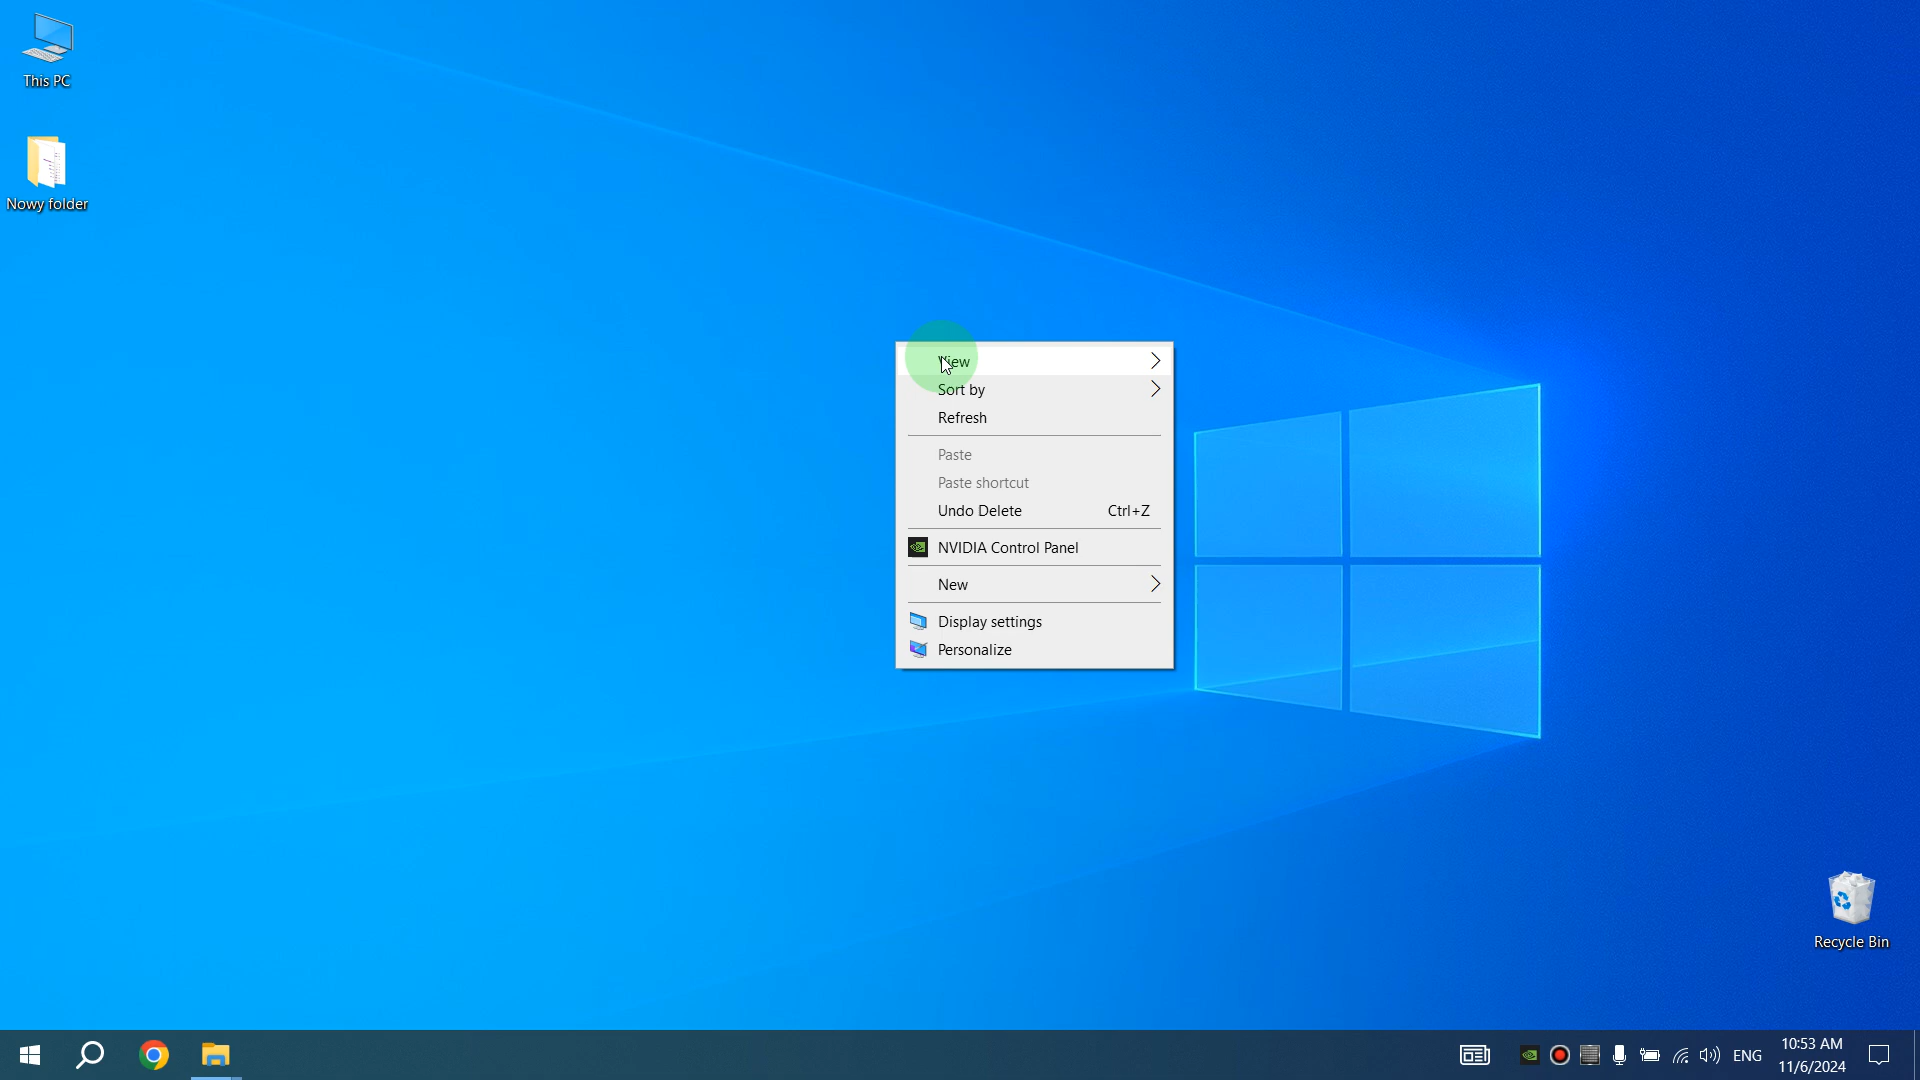 This PC
Nowy folder
View
Sort by
Refresh
Paste
Paste shortcut
Undo Delete Ctrl+Z
NVIDIA Control Panel
New
Display settings
Personalize
Recycle Bin
ENG
10:53 AM
11/6/2024